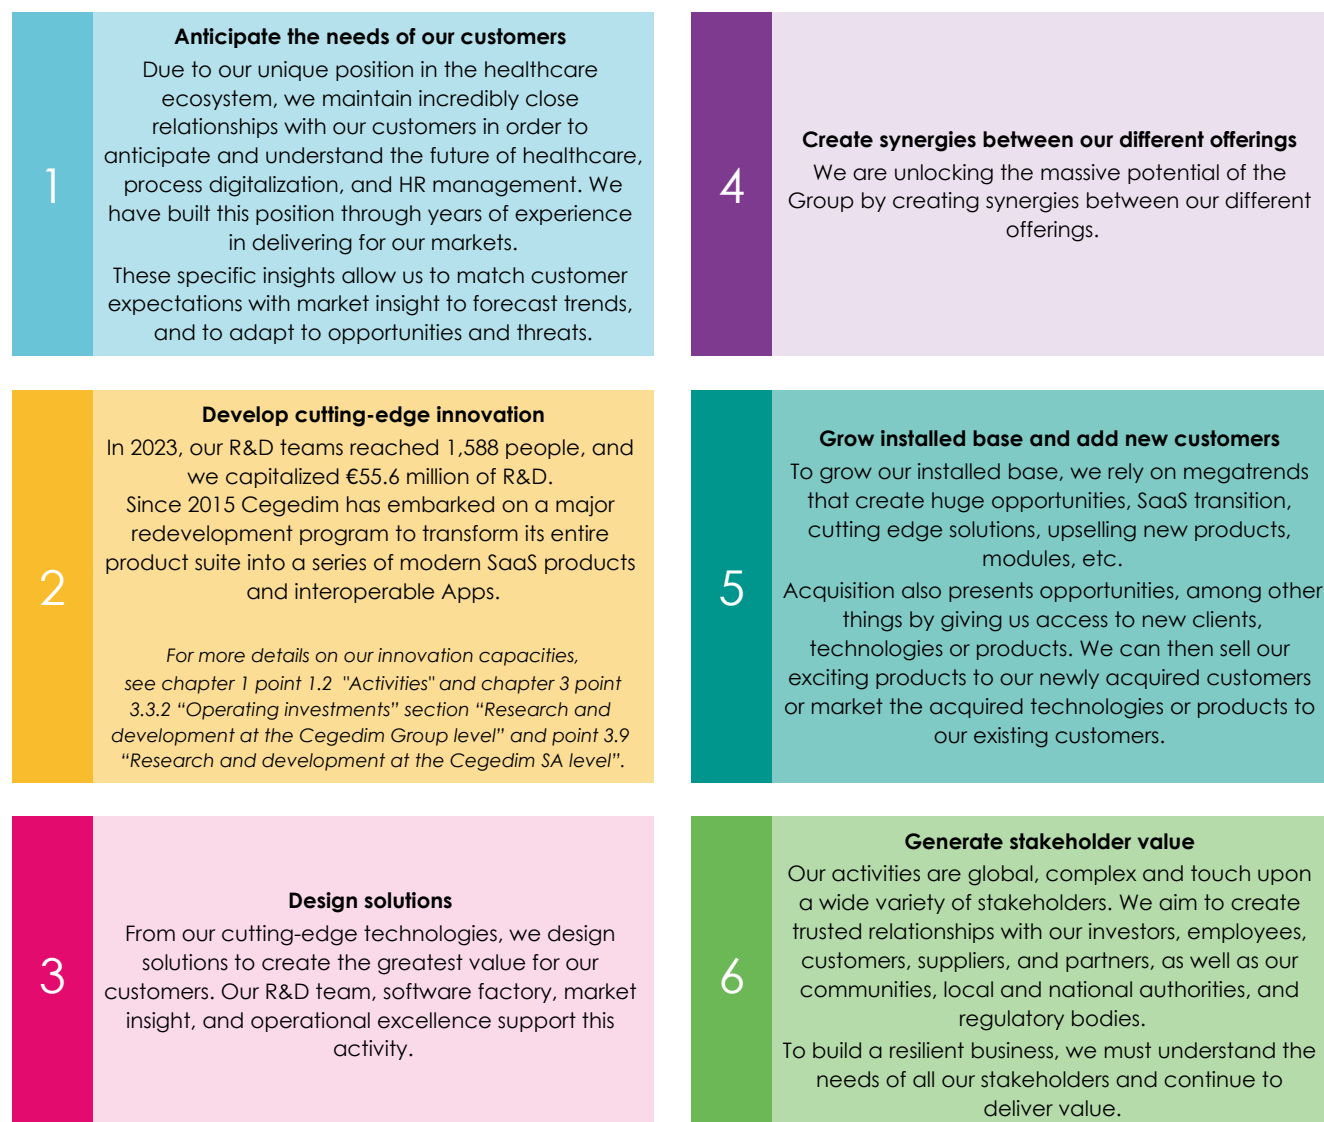 1
Anticipate the needs of our customers
Due to our unique position in the healthcare
ecosystem, we maintain incredibly close
relationships with our customers in order to
anticipate and understand the future of healthcare,
process digitalization, and HR management. We
have built this position through years of experience
in delivering for our markets.
These specific insights allow us to match customer
expectations with market insight to forecast trends,
and to adapt to opportunities and threats.
2
Develop cutting-edge innovation
In 2023, our R&D teams reached 1,588 people, and
we capitalized €55.6 million of R&D.
Since 2015 Cegedim has embarked on a major
redevelopment program to transform its entire
product suite into a series of modern SaaS products
and interoperable Apps.
For more details on our innovation capacities,
see chapter 1 point 1.2 "Activities" and chapter 3 point
3.3.2 “Operating investments” section “Research and
development at the Cegedim Group level” and point 3.9
“Research and development at the Cegedim SA level”.
3
Design solutions
From our cutting-edge technologies, we design
solutions to create the greatest value for our
customers. Our R&D team, software factory, market
insight, and operational excellence support this
activity.
4
Create synergies between our different offerings
We are unlocking the massive potential of the
Group by creating synergies between our different
offerings.
5
Grow installed base and add new customers
To grow our installed base, we rely on megatrends
that create huge opportunities, SaaS transition,
cutting edge solutions, upselling new products,
modules, etc.
Acquisition also presents opportunities, among other
things by giving us access to new clients,
technologies or products. We can then sell our
exciting products to our newly acquired customers
or market the acquired technologies or products to
our existing customers.
6
Generate stakeholder value
Our activities are global, complex and touch upon
a wide variety of stakeholders. We aim to create
trusted relationships with our investors, employees,
customers, suppliers, and partners, as well as our
communities, local and national authorities, and
regulatory bodies.
To build a resilient business, we must understand the
needs of all our stakeholders and continue to
deliver value.